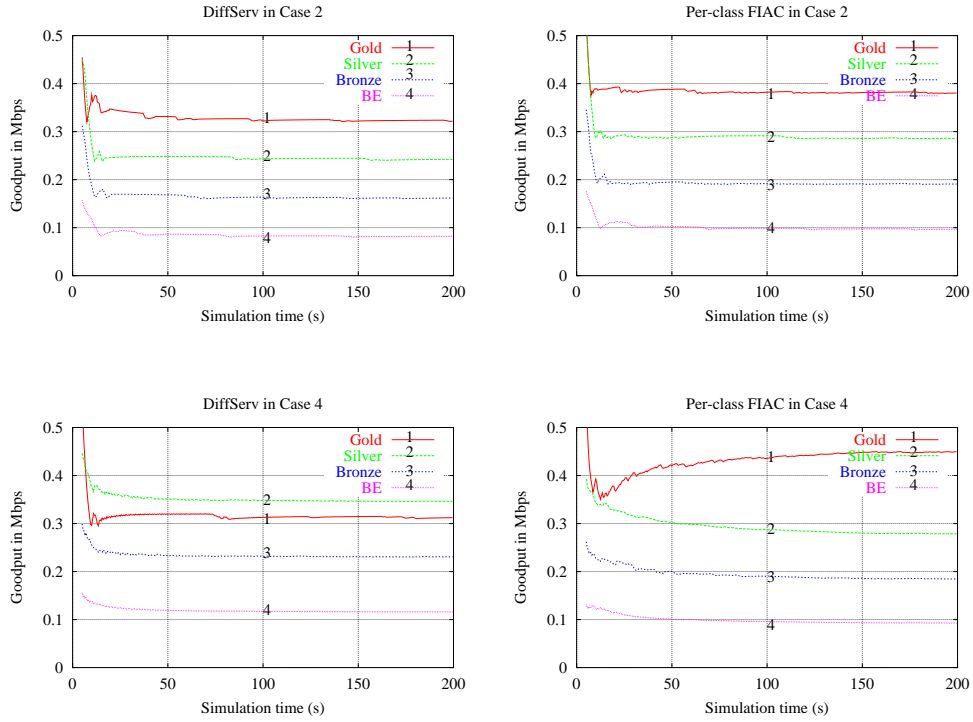 DiffServ in Case 2
Goodput in Mbps
0.5
0.4
0.3
0.2
0.1
0
0 50 100 150 200
Simulation time (s)
Gold 1
Silver 2
Bronze 3
BE 4
1
2
3
4
Per-class FIAC in Case 2
Goodput in Mbps
0.5
0.4
0.3
0.2
0.1
0
0 50 100 150 200
Simulation time (s)
Gold 1
Silver 2
Bronze 3
BE 4
1
2
3
4
DiffServ in Case 4
Goodput in Mbps
0.5
0.4
0.3
0.2
0.1
0
0 50 100 150 200
Simulation time (s)
Gold 1
Silver 2
Bronze 3
BE 4
2
1
3
4
Per-class FIAC in Case 4
Goodput in Mbps
0.5
0.4
0.3
0.2
0.1
0
0 50 100 150 200
Simulation time (s)
Gold 1
Silver 2
Bronze 3
BE 4
1
2
3
4